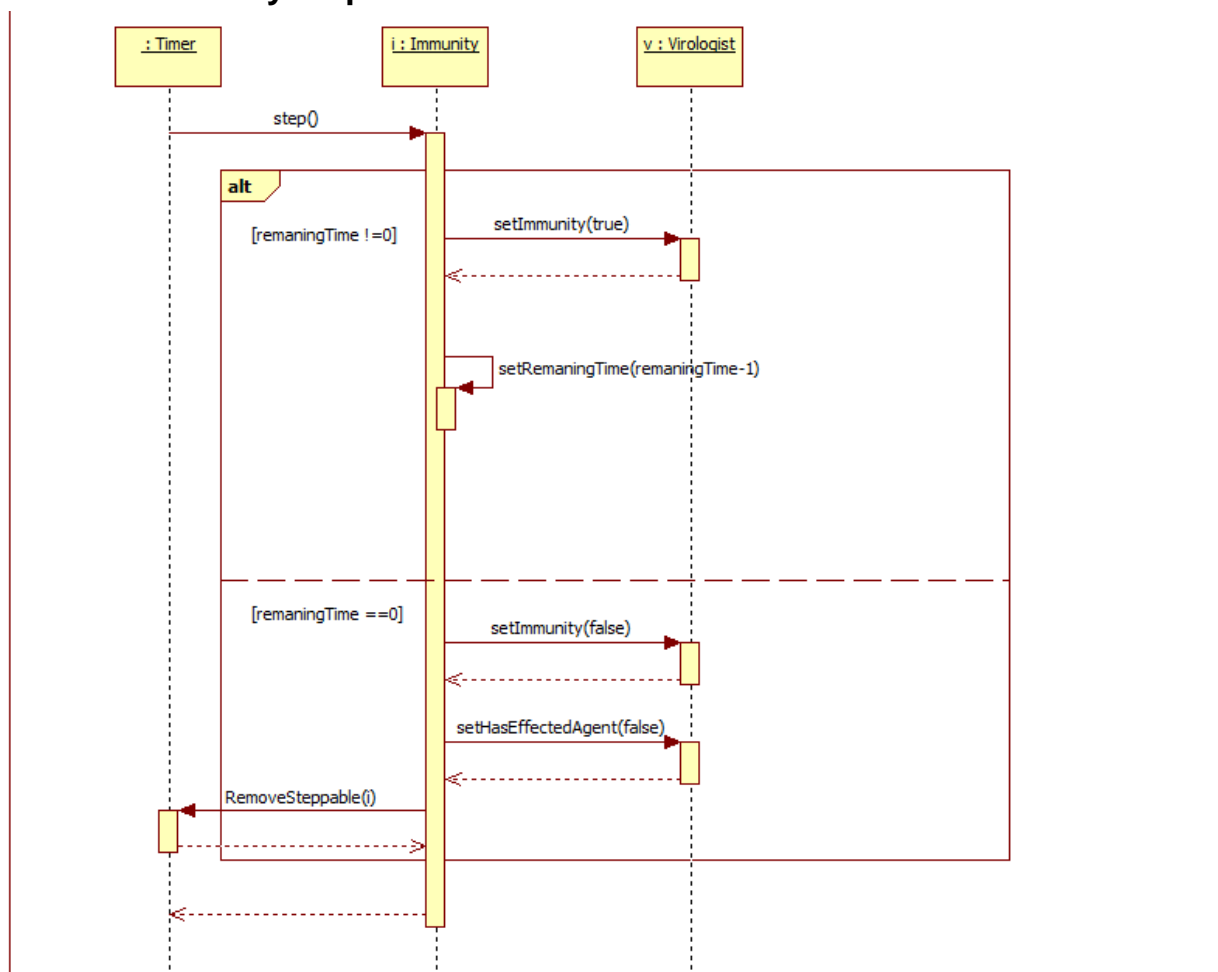 : Timer
i : Immunity
v : Virologist
step()
alt
[remaningTime !=0]
setImmunity(true)
setRemaningTime(remaningTime-1)
[remaningTime ==0]
setImmunity(false)
setHasEffectedAgent(false)
RemoveSteppable(i)